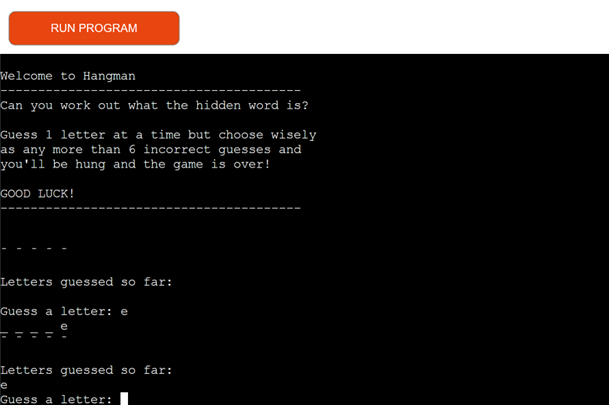 RUN PROGRAM
Welcome to Hangman
----------------------------------------
Can you work out what the hidden word is?
Guess 1 letter at a time but choose wisely
as any more than 6 incorrect guesses and
you'll be hung and the game is over!
GOOD LUCK!
----------------------------------------
- - - - -
Letters guessed so far:
Guess a letter: e
_ _ _ _ e
- - - - -
Letters guessed so far:
e
Guess a letter: